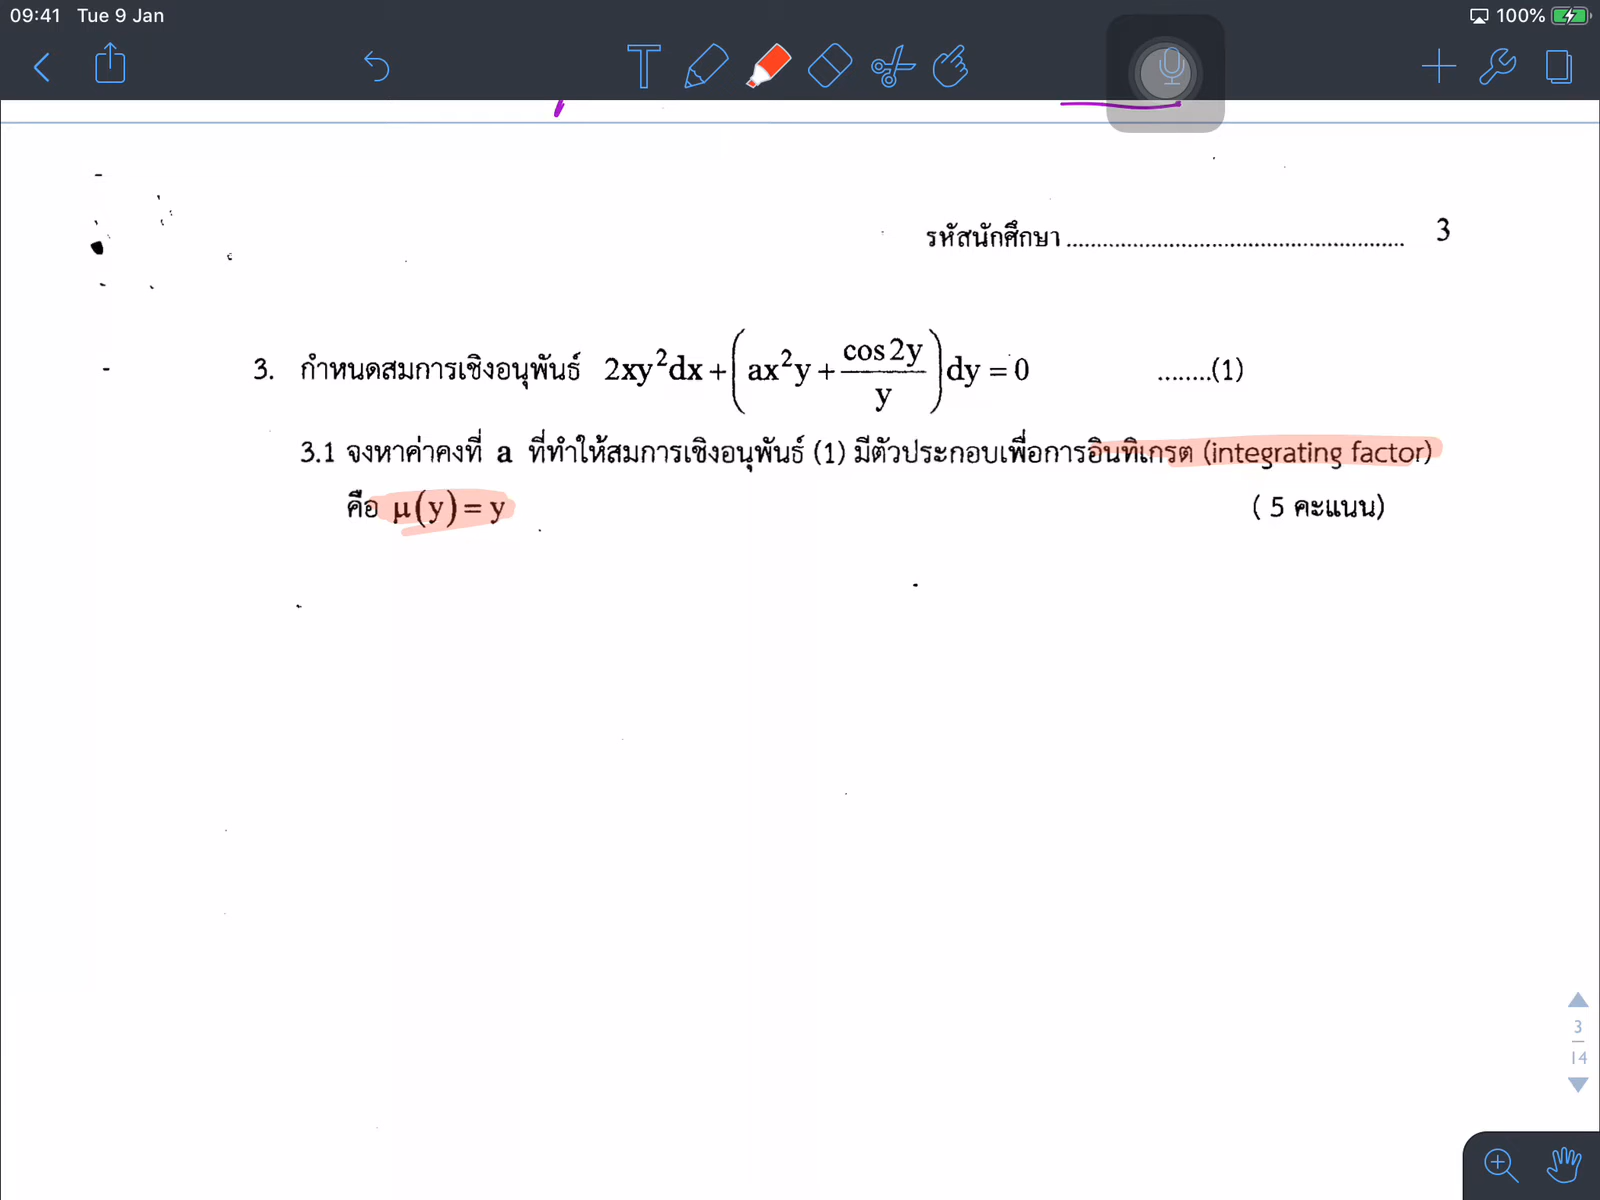 09:41 Tue 9 Jan 100%
รหัสนักศึกษา ........................................................ 3
3. กำหนดสมการเชิงอนุพันธ์ 2xy²dx + (ax²y + cos2y/y) dy = 0 ........(1)
3.1 จงหาค่าคงที่ a ที่ทำให้สมการเชิงอนุพันธ์ (1) มีตัวประกอบเพื่อการอินทิเกรต (integrating factor)
คือ μ(y) = y ( 5 คะแนน)
3
14